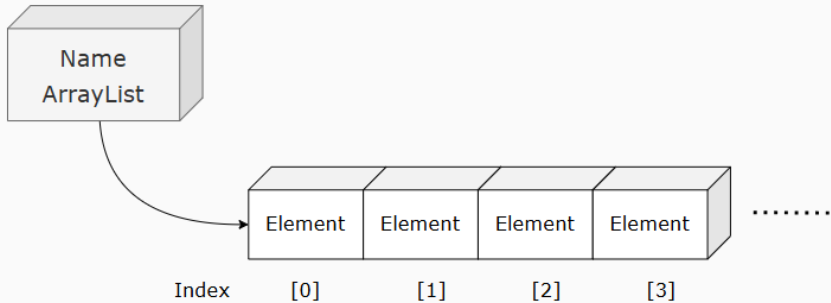 Name
ArrayList
Element Element Element Element
Index [0] [1] [2] [3]